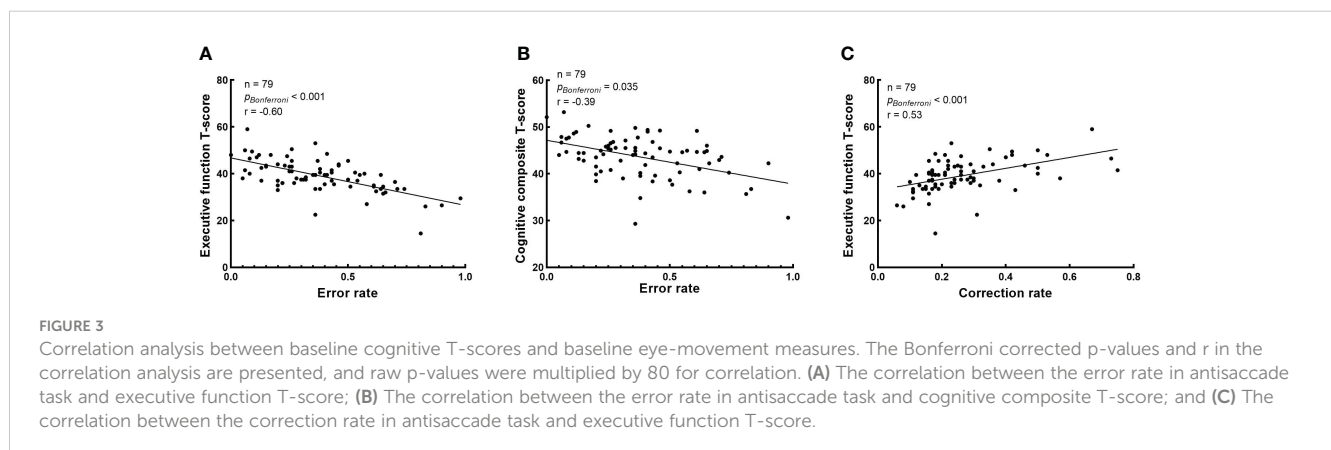 A
n = 79
pBonferroni < 0.001
r = -0.60
Executive function T-score
80
60
40
20
0
0.0
0.5
1.0
Error rate
B
n = 79
pBonferroni = 0.035
r = -0.39
Cognitive composite T-score
60
50
40
30
20
0.0
0.5
1.0
Error rate
C
n = 79
pBonferroni < 0.001
r = 0.53
Executive function T-score
80
60
40
20
0
0.0
0.2
0.4
0.6
0.8
Correction rate
FIGURE 3
Correlation analysis between baseline cognitive T-scores and baseline eye-movement measures. The Bonferroni corrected p-values and r in the
correlation analysis are presented, and raw p-values were multiplied by 80 for correlation. (A) The correlation between the error rate in antisaccade
task and executive function T-score; (B) The correlation between the error rate in antisaccade task and cognitive composite T-score; and (C) The
correlation between the correction rate in antisaccade task and executive function T-score.